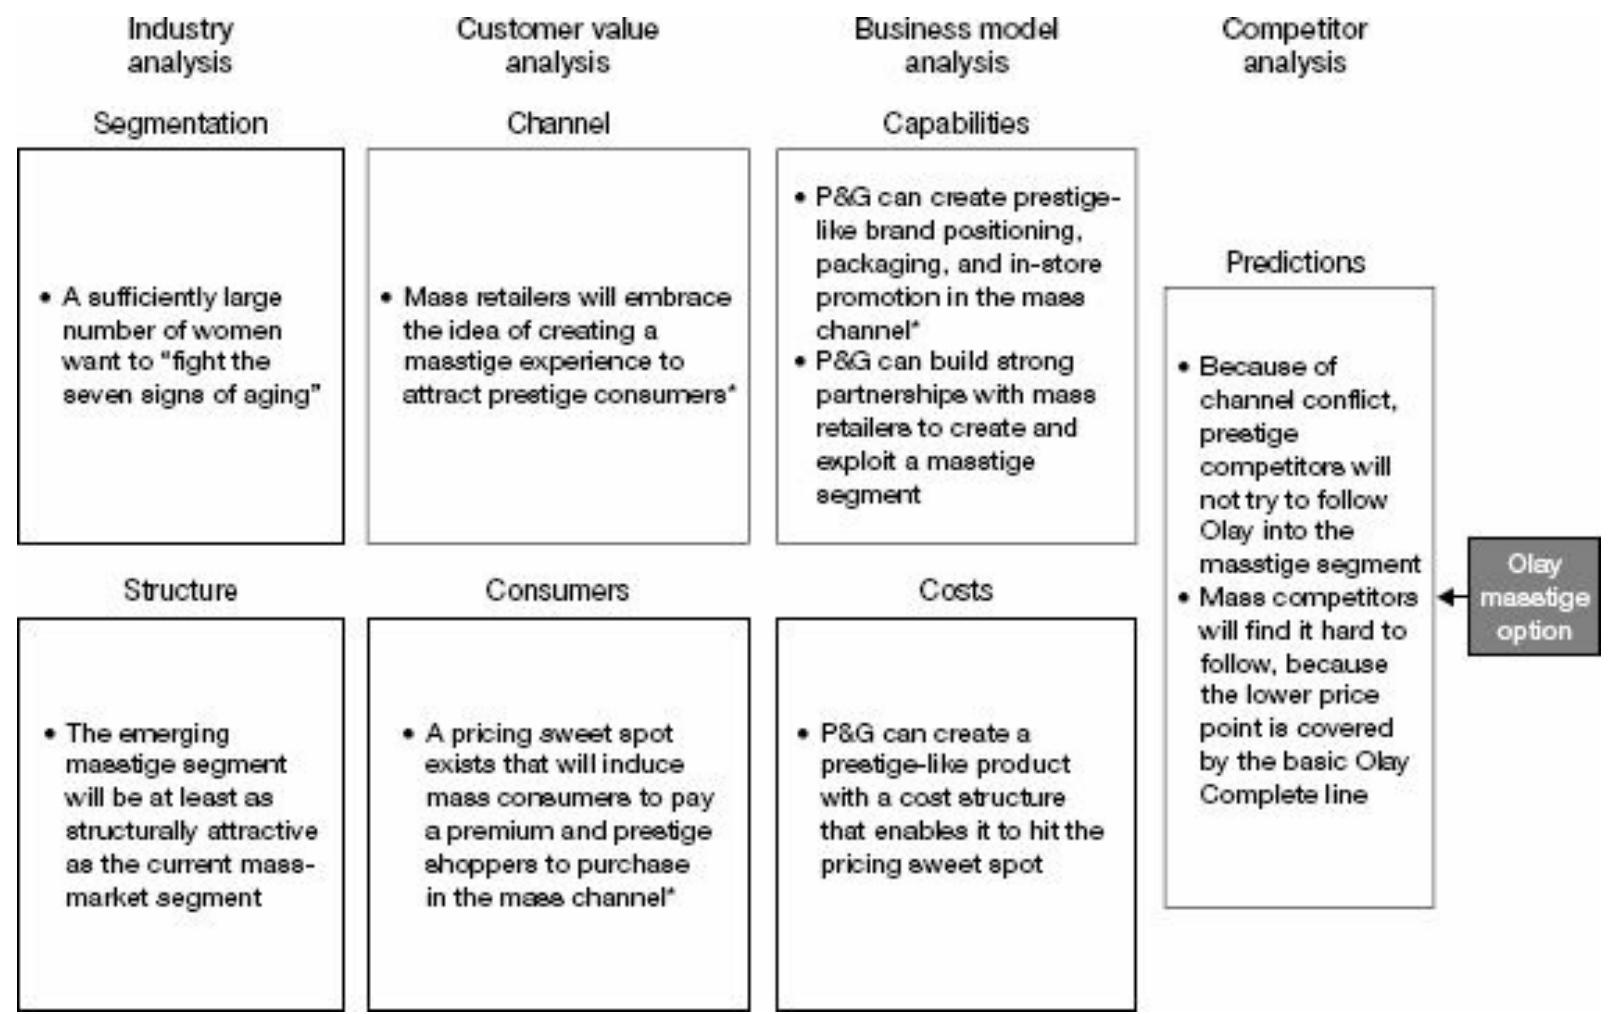 Industry
analysis
Customer value
analysis
Business model
analysis
Competitor
analysis
Segmentation
• A sufficiently large
number of women
want to "fight the
seven signs of aging"
Channel
• Mass retailers will embrace
the idea of creating a
masstige experience to
attract prestige consumers*
Capabilities
• P&G can create prestige-
like brand positioning,
packaging, and in-store
promotion in the mass
channel*
• P&G can build strong
partnerships with mass
retailers to create and
exploit a masstige
segment
Structure
• The emerging
masstige segment
will be at least as
structurally attractive
as the current mass-
market segment
Consumers
• A pricing sweet spot
exists that will induce
mass consumers to pay
a premium and prestige
shoppers to purchase
in the mass channel*
Costs
• P&G can create a
prestige-like product
with a cost structure
that enables it to hit the
pricing sweet spot
Predictions
• Because of
channel conflict,
prestige
competitors will
not try to follow
Olay into the
masstige segment
• Mass competitors
will find it hard to
follow, because
the lower price
point is covered
by the basic Olay
Complete line
Olay
masstige
option